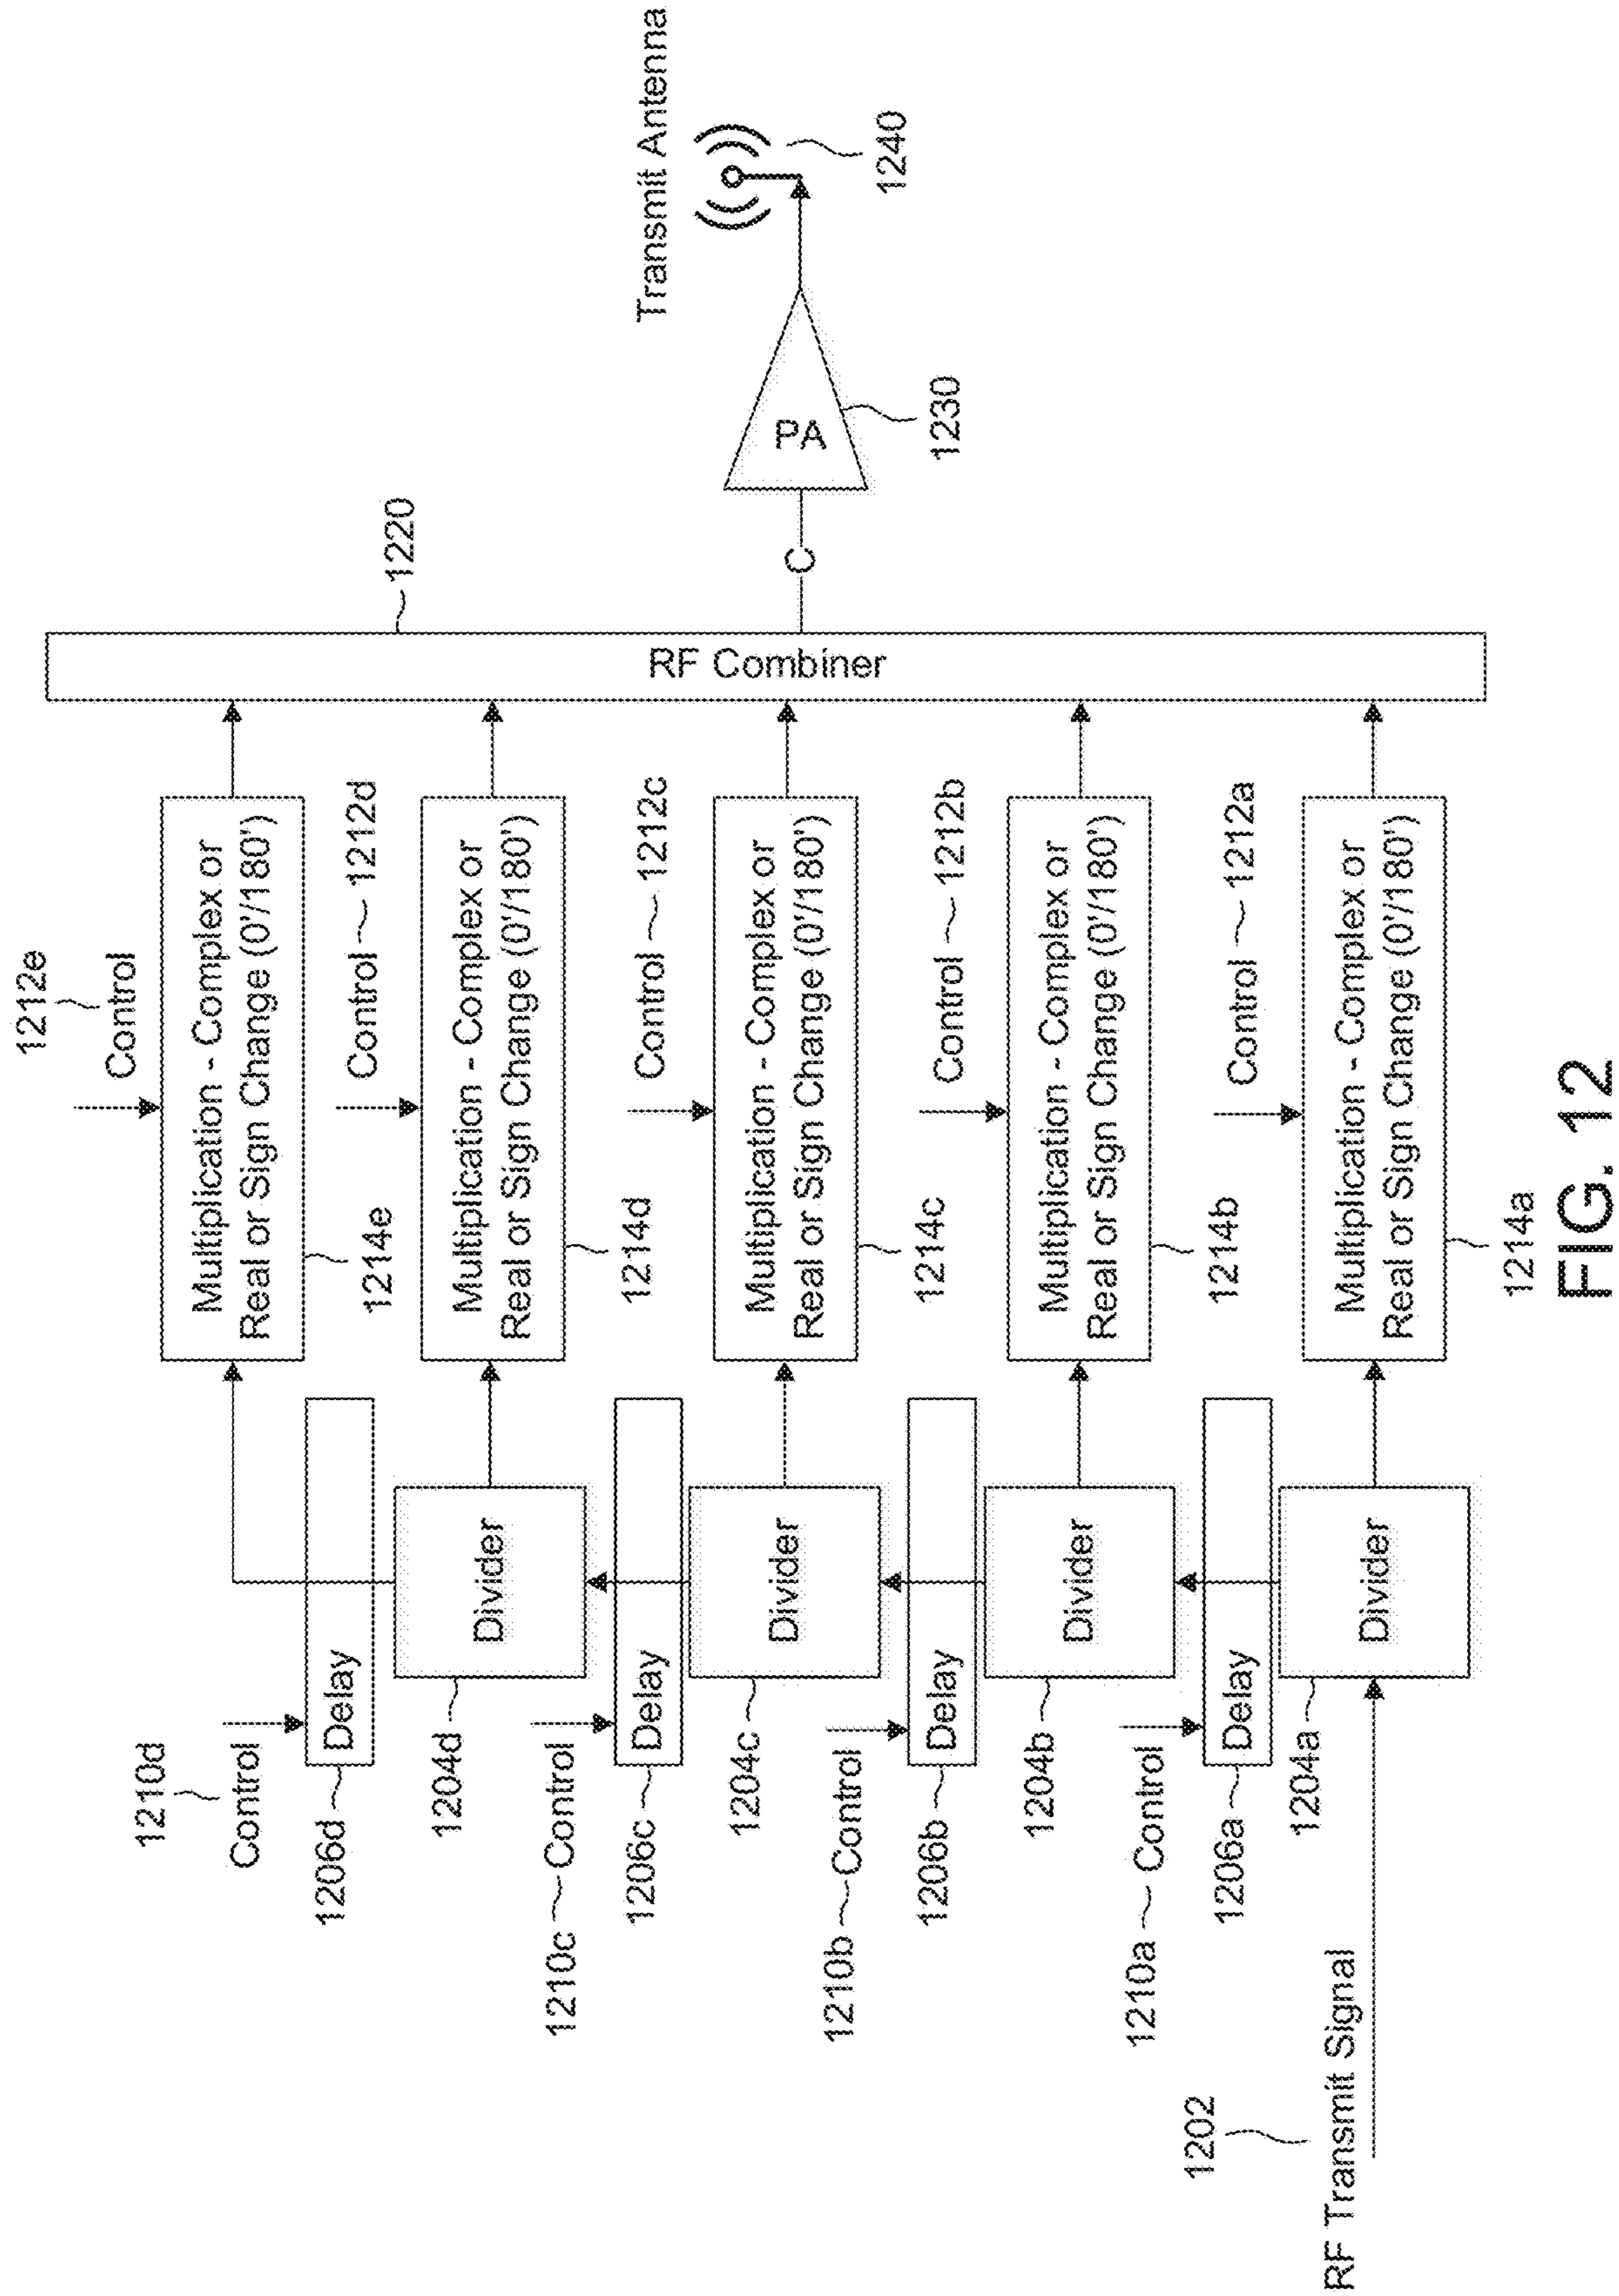 1212e
Control
Multiplication - Complex or
Real or Sign Change (0'/180')
1214e
1210d
Control
Delay
1206d
Control 1212d
Multiplication - Complex or
Real or Sign Change (0'/180')
1214d
Divider
1204d
1210c Control
Delay
1206c
Control 1212c
Multiplication - Complex or
Real or Sign Change (0'/180')
1214c
Divider
1204c
1210b Control
Delay
1206b
Control 1212b
Multiplication - Complex or
Real or Sign Change (0'/180')
1214b
Divider
1204b
1210a Control
Delay
1206a
Control 1212a
Multiplication - Complex or
Real or Sign Change (0'/180')
1214a
Divider
1204a
1202
RF Transmit Signal
1220
RF Combiner
C
PA
1230
Transmit Antenna
1240
FIG. 12